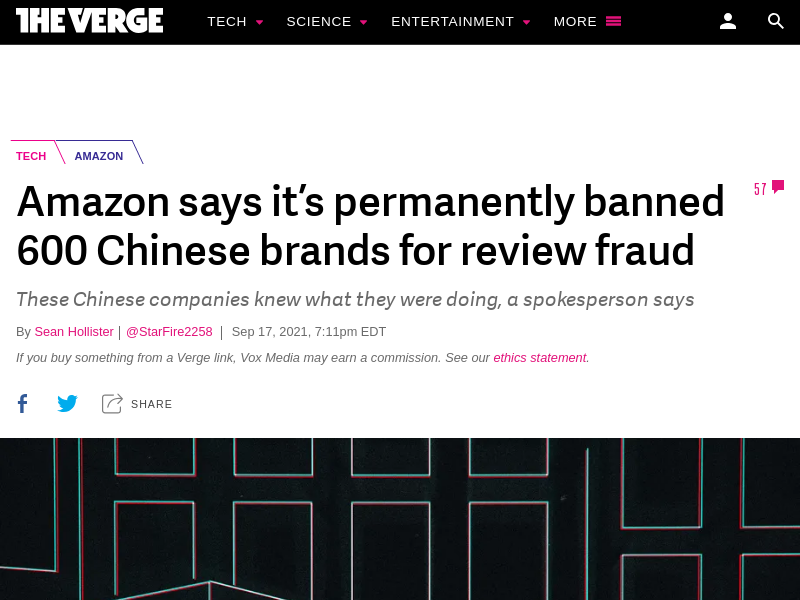 THE VERGE TECH SCIENCE ENTERTAINMENT MORE
TECH AMAZON
Amazon says it’s permanently banned
57
600 Chinese brands for review fraud
These Chinese companies knew what they were doing, a spokesperson says
By Sean Hollister | @StarFire2258 | Sep 17, 2021, 7:11pm EDT
If you buy something from a Verge link, Vox Media may earn a commission. See our ethics statement.
SHARE